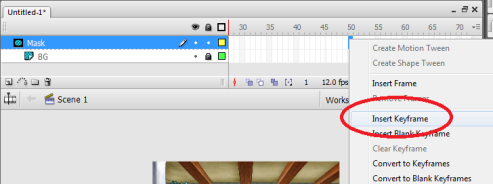 Untitled-1*
30 35 40 45 50 55 60 65 70
Mask
BG
1 12.0 fps
Scene 1
Works
Create Motion Tween
Create Shape Tween
Insert Frame
Remove Frames
Insert Keyframe
Insert Blank Keyframe
Clear Keyframe
Convert to Keyframes
Convert to Blank Keyframes